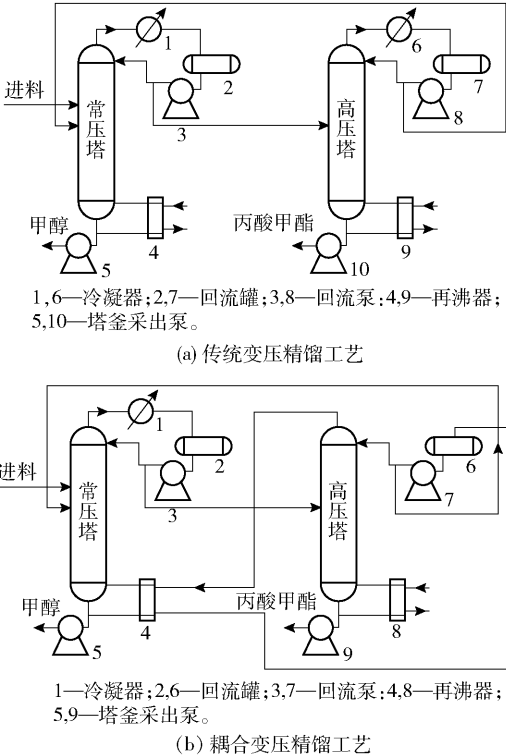 1
6
2
7
3
8
进料
常压塔
高压塔
甲醇
4
丙酸甲酯
9
5
10
1,6—冷凝器;2,7—回流罐;3,8—回流泵:4,9—再沸器;
5,10—塔釜采出泵。
(a) 传统变压精馏工艺
1
2
6
3
7
进料
常压塔
高压塔
甲醇
4
丙酸甲酯
8
5
9
1—冷凝器;2,6—回流罐;3,7—回流泵;4,8—再沸器;
5,9—塔釜采出泵。
(b) 耦合变压精馏工艺